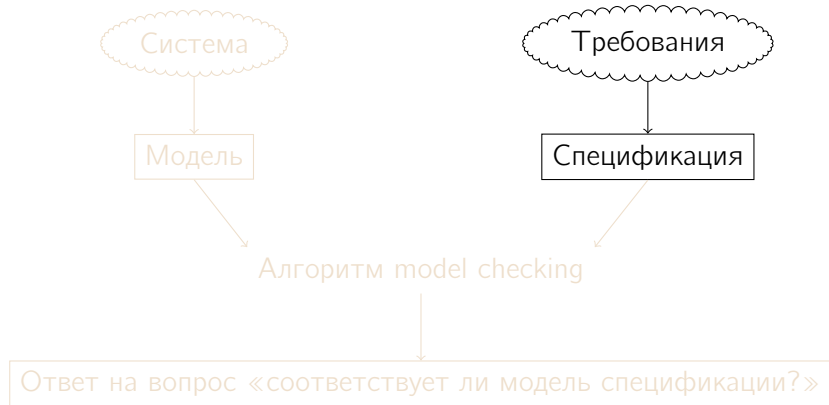 Система
Требования
Модель
Спецификация
Алгоритм model checking
Ответ на вопрос «соответствует ли модель спецификации?»